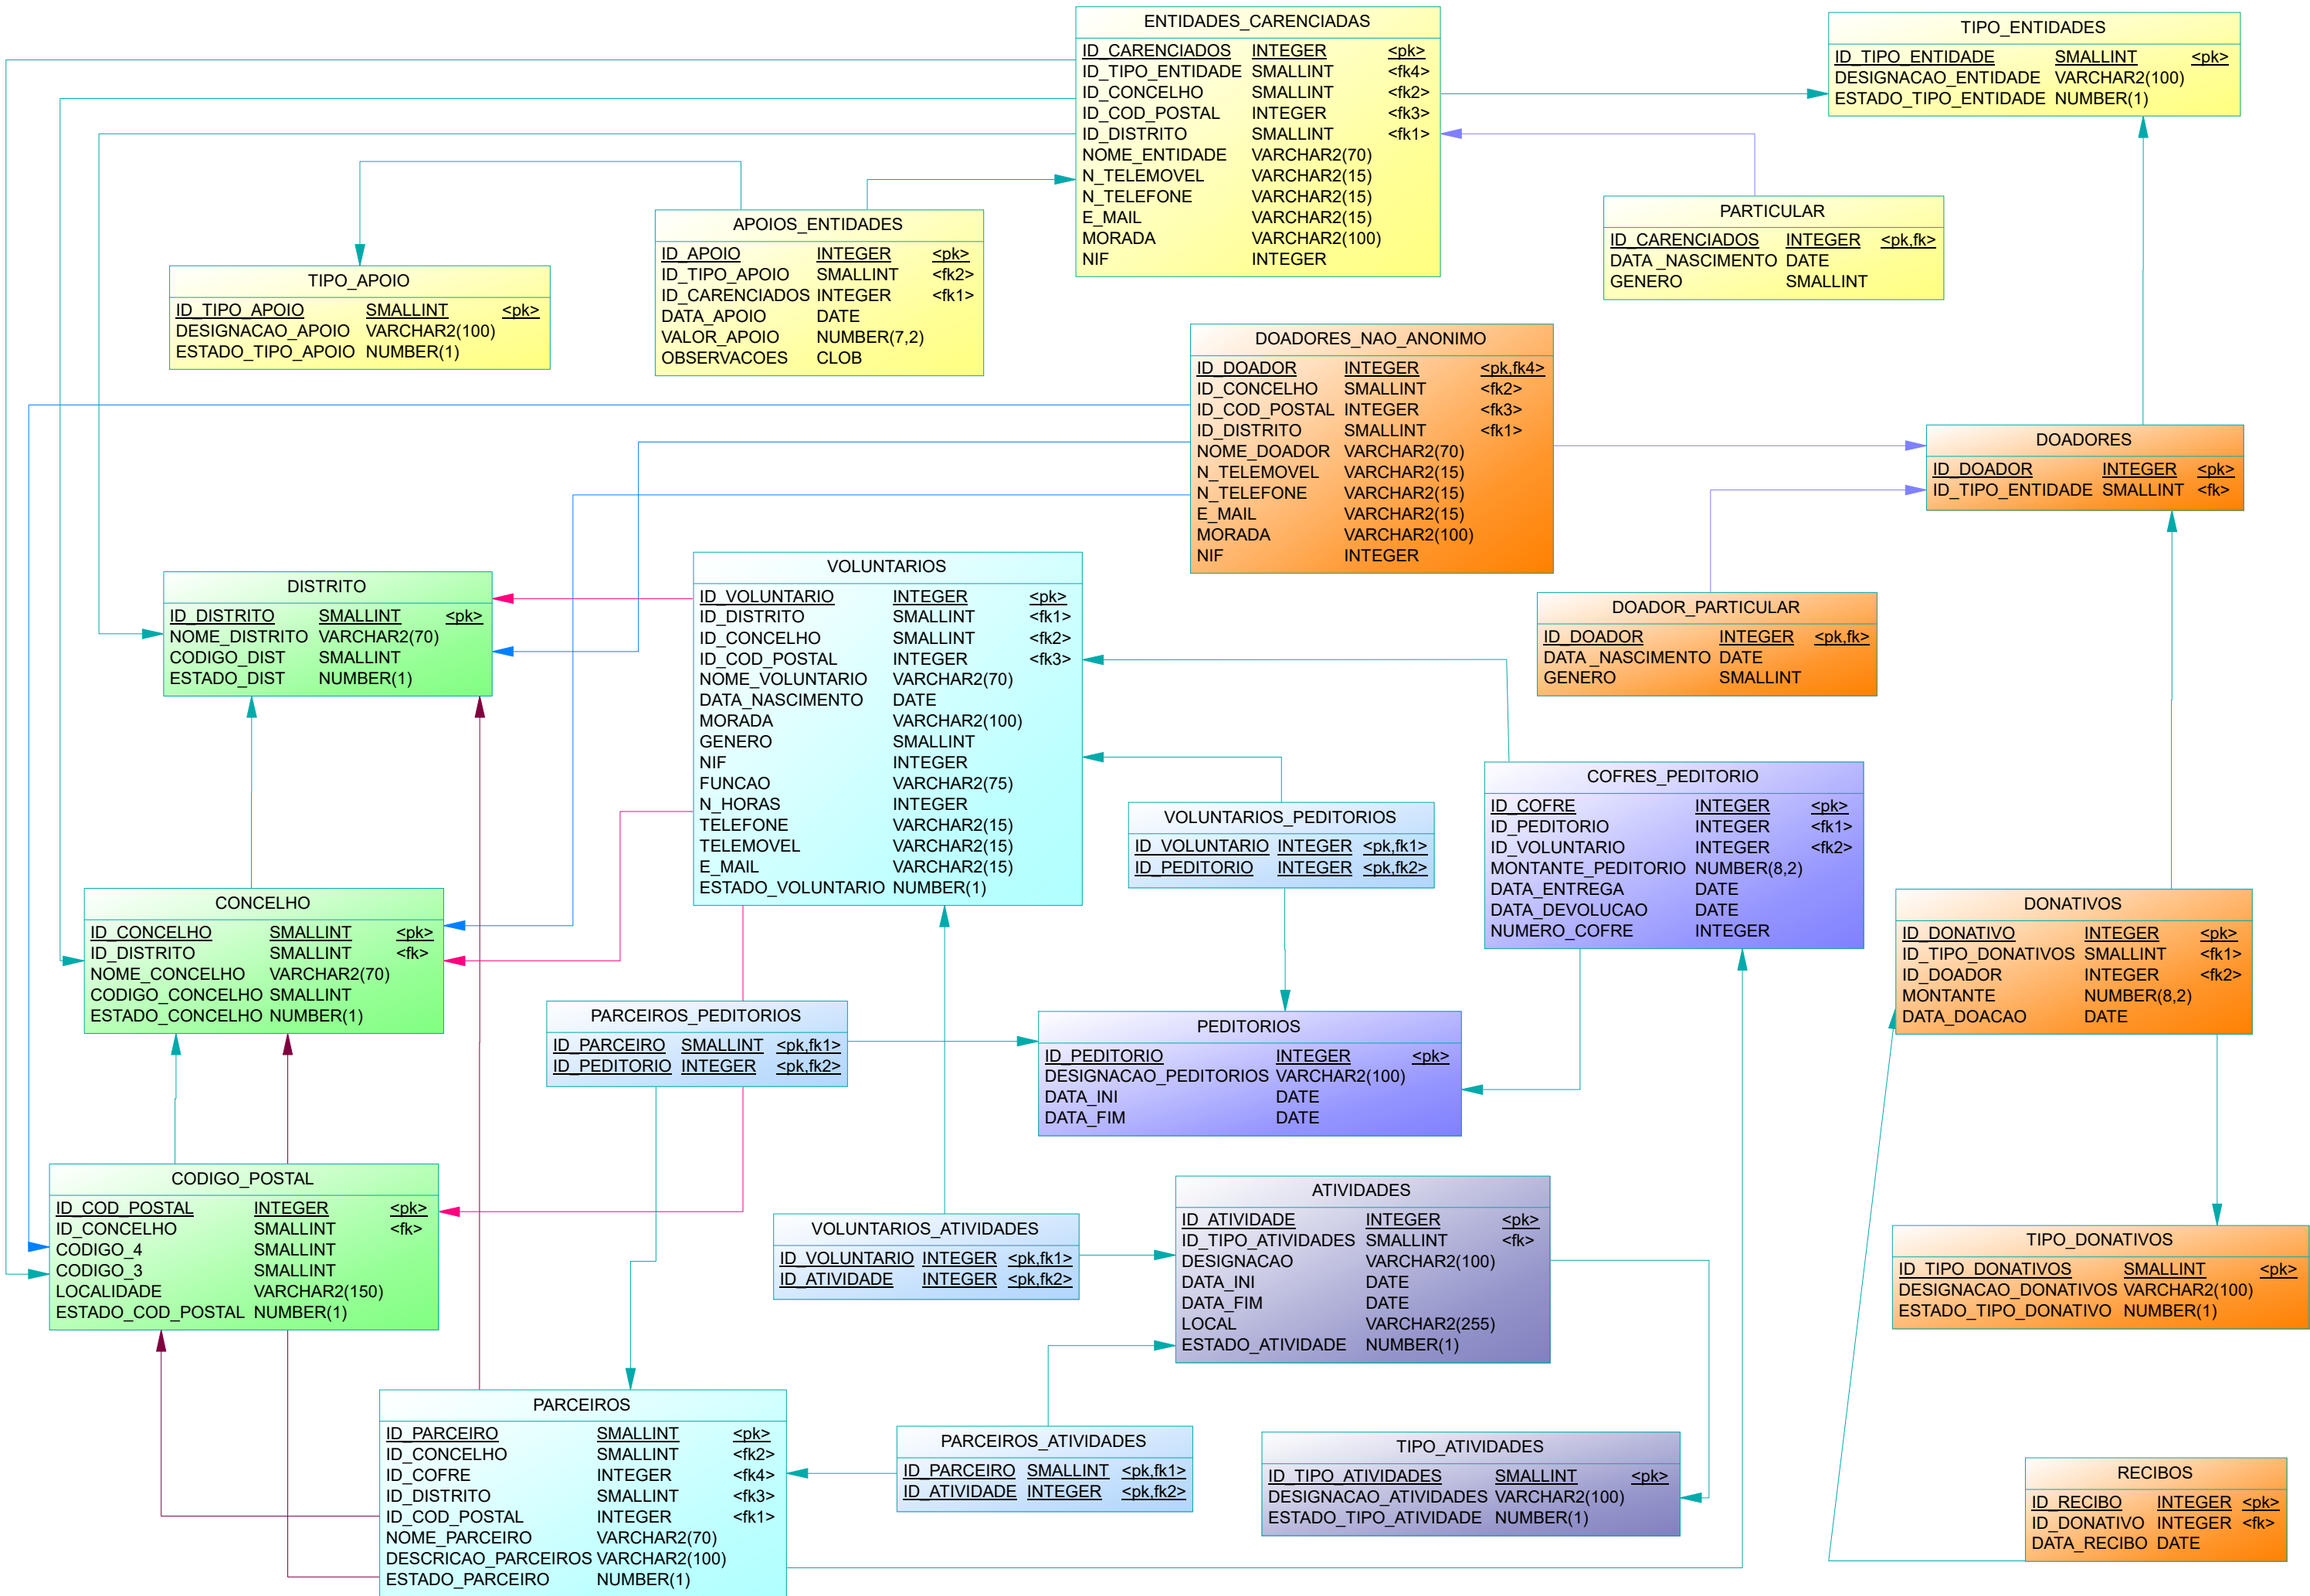 ENTIDADES_CARENCIADAS
ID_CARENCIADOS INTEGER <pk>
ID_TIPO_ENTIDADE SMALLINT <fk4>
ID_CONCELHO SMALLINT <fk2>
ID_COD_POSTAL INTEGER <fk3>
ID_DISTRITO SMALLINT <fk1>
NOME_ENTIDADE VARCHAR2(70)
N_TELEMOVEL VARCHAR2(15)
N_TELEFONE VARCHAR2(15)
E_MAIL VARCHAR2(15)
MORADA VARCHAR2(100)
NIF INTEGER
TIPO_ENTIDADES
ID_TIPO_ENTIDADE SMALLINT <pk>
DESIGNACAO_ENTIDADE VARCHAR2(100)
ESTADO_TIPO_ENTIDADE NUMBER(1)
PARTICULAR
ID_CARENCIADOS INTEGER <pk,fk>
DATA _NASCIMENTO DATE
GENERO SMALLINT
APOIOS_ENTIDADES
ID_APOIO INTEGER <pk>
ID_TIPO_APOIO SMALLINT <fk2>
ID_CARENCIADOS INTEGER <fk1>
DATA_APOIO DATE
VALOR_APOIO NUMBER(7,2)
OBSERVACOES CLOB
TIPO_APOIO
ID_TIPO_APOIO SMALLINT <pk>
DESIGNACAO_APOIO VARCHAR2(100)
ESTADO_TIPO_APOIO NUMBER(1)
DOADORES_NAO_ANONIMO
ID_DOADOR INTEGER <pk,fk4>
ID_CONCELHO SMALLINT <fk2>
ID_COD_POSTAL INTEGER <fk3>
ID_DISTRITO SMALLINT <fk1>
NOME_DOADOR VARCHAR2(70)
N_TELEMOVEL VARCHAR2(15)
N_TELEFONE VARCHAR2(15)
E_MAIL VARCHAR2(15)
MORADA VARCHAR2(100)
NIF INTEGER
DOADORES
ID_DOADOR INTEGER <pk>
ID_TIPO_ENTIDADE SMALLINT <fk>
DOADOR_PARTICULAR
ID_DOADOR INTEGER <pk,fk>
DATA _NASCIMENTO DATE
GENERO SMALLINT
DISTRITO
ID_DISTRITO SMALLINT <pk>
NOME_DISTRITO VARCHAR2(70)
CODIGO_DIST SMALLINT
ESTADO_DIST NUMBER(1)
VOLUNTARIOS
ID_VOLUNTARIO INTEGER <pk>
ID_DISTRITO SMALLINT <fk1>
ID_CONCELHO SMALLINT <fk2>
ID_COD_POSTAL INTEGER <fk3>
NOME_VOLUNTARIO VARCHAR2(70)
DATA_NASCIMENTO DATE
MORADA VARCHAR2(100)
GENERO SMALLINT
NIF INTEGER
FUNCAO VARCHAR2(75)
N_HORAS INTEGER
TELEFONE VARCHAR2(15)
TELEMOVEL VARCHAR2(15)
E_MAIL VARCHAR2(15)
ESTADO_VOLUNTARIO NUMBER(1)
VOLUNTARIOS_PEDITORIOS
ID_VOLUNTARIO INTEGER <pk,fk1>
ID_PEDITORIO INTEGER <pk,fk2>
COFRES_PEDITORIO
ID_COFRE INTEGER <pk>
ID_PEDITORIO INTEGER <fk1>
ID_VOLUNTARIO INTEGER <fk2>
MONTANTE_PEDITORIO NUMBER(8,2)
DATA_ENTREGA DATE
DATA_DEVOLUCAO DATE
NUMERO_COFRE INTEGER
CONCELHO
ID_CONCELHO SMALLINT <pk>
ID_DISTRITO SMALLINT <fk>
NOME_CONCELHO VARCHAR2(70)
CODIGO_CONCELHO SMALLINT
ESTADO_CONCELHO NUMBER(1)
DONATIVOS
ID_DONATIVO INTEGER <pk>
ID_TIPO_DONATIVOS SMALLINT <fk1>
ID_DOADOR INTEGER <fk2>
MONTANTE NUMBER(8,2)
DATA_DOACAO DATE
PARCEIROS_PEDITORIOS
ID_PARCEIRO SMALLINT <pk,fk1>
ID_PEDITORIO INTEGER <pk,fk2>
PEDITORIOS
ID_PEDITORIO INTEGER <pk>
DESIGNACAO_PEDITORIOS VARCHAR2(100)
DATA_INI DATE
DATA_FIM DATE
CODIGO_POSTAL
ID_COD_POSTAL INTEGER <pk>
ID_CONCELHO SMALLINT <fk>
CODIGO_4 SMALLINT
CODIGO_3 SMALLINT
LOCALIDADE VARCHAR2(150)
ESTADO_COD_POSTAL NUMBER(1)
VOLUNTARIOS_ATIVIDADES
ID_VOLUNTARIO INTEGER <pk,fk1>
ID_ATIVIDADE INTEGER <pk,fk2>
ATIVIDADES
ID_ATIVIDADE INTEGER <pk>
ID_TIPO_ATIVIDADES SMALLINT <fk>
DESIGNACAO VARCHAR2(100)
DATA_INI DATE
DATA_FIM DATE
LOCAL VARCHAR2(255)
ESTADO_ATIVIDADE NUMBER(1)
TIPO_DONATIVOS
ID_TIPO_DONATIVOS SMALLINT <pk>
DESIGNACAO_DONATIVOS VARCHAR2(100)
ESTADO_TIPO_DONATIVO NUMBER(1)
PARCEIROS
ID_PARCEIRO SMALLINT <pk>
ID_CONCELHO SMALLINT <fk2>
ID_COFRE INTEGER <fk4>
ID_DISTRITO SMALLINT <fk3>
ID_COD_POSTAL INTEGER <fk1>
NOME_PARCEIRO VARCHAR2(70)
DESCRICAO_PARCEIROS VARCHAR2(100)
ESTADO_PARCEIRO NUMBER(1)
PARCEIROS_ATIVIDADES
ID_PARCEIRO SMALLINT <pk,fk1>
ID_ATIVIDADE INTEGER <pk,fk2>
TIPO_ATIVIDADES
ID_TIPO_ATIVIDADES SMALLINT <pk>
DESIGNACAO_ATIVIDADES VARCHAR2(100)
ESTADO_TIPO_ATIVIDADE NUMBER(1)
RECIBOS
ID_RECIBO INTEGER <pk>
ID_DONATIVO INTEGER <fk>
DATA_RECIBO DATE